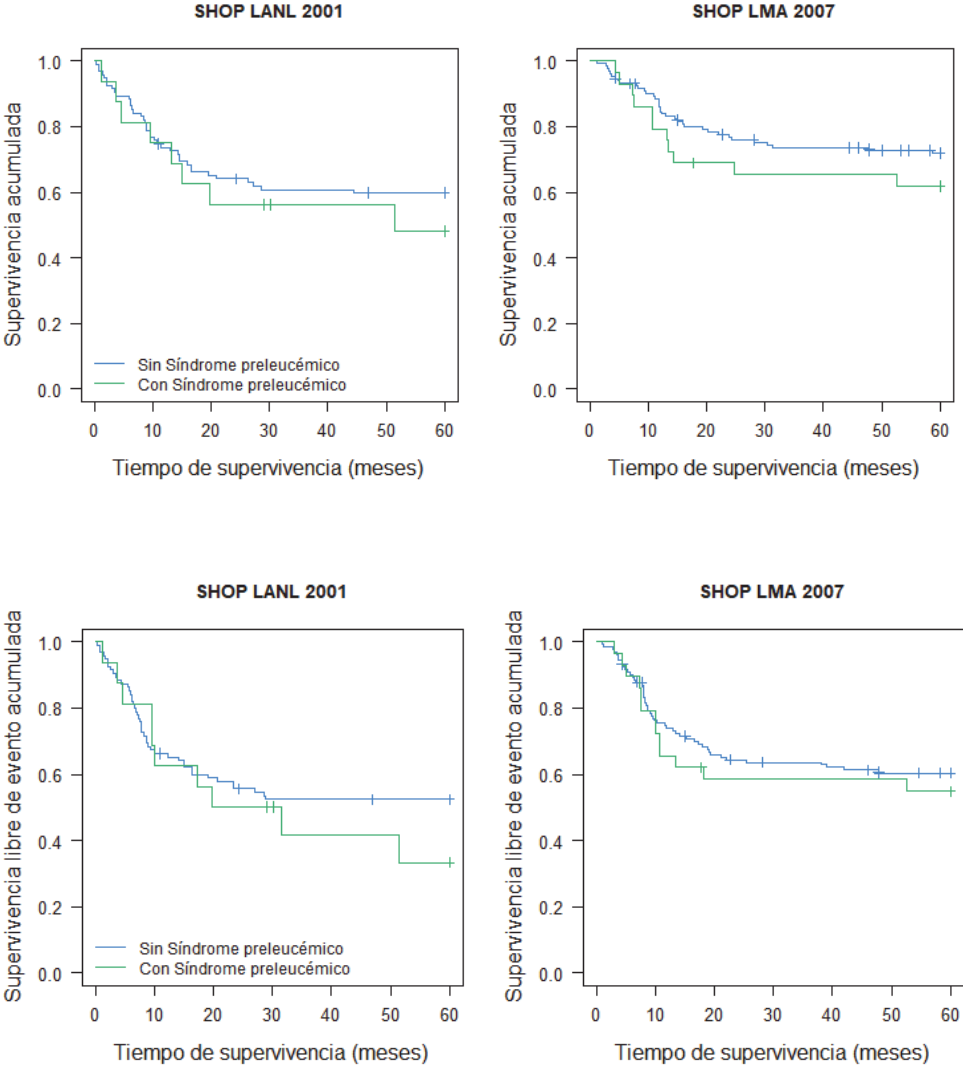 SHOP LANL 2001
Supervivencia acumulada
1.0
0.8
0.6
0.4
0.2
0.0
Sin Síndrome preleucémico
Con Síndrome preleucémico
0 10 20 30 40 50 60
Tiempo de supervivencia (meses)
SHOP LMA 2007
Supervivencia acumulada
1.0
0.8
0.6
0.4
0.2
0.0
0 10 20 30 40 50 60
Tiempo de supervivencia (meses)
SHOP LANL 2001
Supervivencia libre de evento acumulada
1.0
0.8
0.6
0.4
0.2
0.0
Sin Síndrome preleucémico
Con Síndrome preleucémico
0 10 20 30 40 50 60
Tiempo de supervivencia (meses)
SHOP LMA 2007
Supervivencia libre de evento acumulada
1.0
0.8
0.6
0.4
0.2
0.0
0 10 20 30 40 50 60
Tiempo de supervivencia (meses)